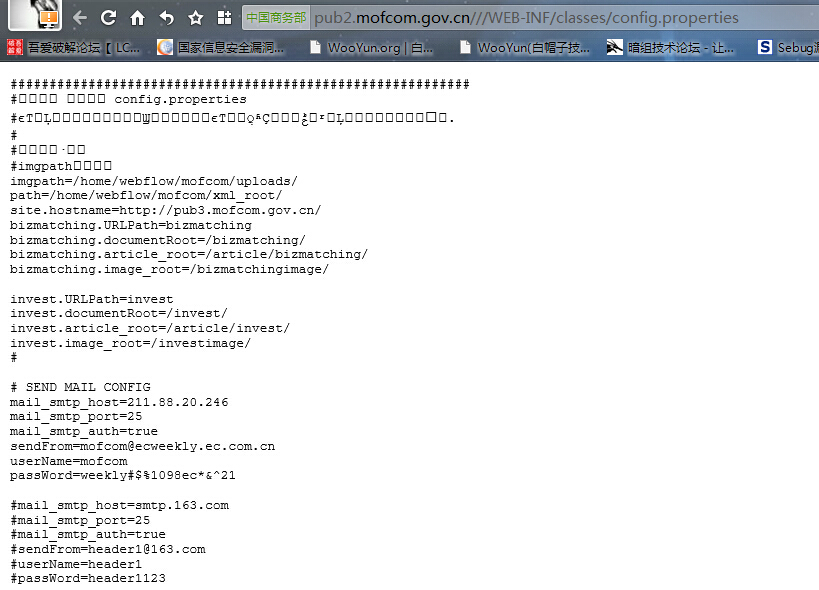 中国商务部 pub2.mofcom.gov.cn///WEB-INF/classes/config.properties
吾爱破解论坛【 LC... 国家信息安全漏洞... WooYun.org | 白... WooYun(白帽子技... 暗组技术论坛 - 让... Sebug漏
###########################################################
# config.properties
#
#
#imgpath
imgpath=/home/webflow/mofcom/uploads/
path=/home/webflow/mofcom/xml_root/
site.hostname=http://pub3.mofcom.gov.cn/
bizmatching.URLPath=bizmatching
bizmatching.documentRoot=/bizmatching/
bizmatching.article_root=/article/bizmatching/
bizmatching.image_root=/bizmatchingimage/
invest.URLPath=invest
invest.documentRoot=/invest/
invest.article_root=/article/invest/
invest.image_root=/investimage/
#
# SEND MAIL CONFIG
mail_smtp_host=211.88.20.246
mail_smtp_port=25
mail_smtp_auth=true
sendFrom=mofcom@ecweekly.ec.com.cn
userName=mofcom
passWord=weekly#$%1098ec*&^21
#mail_smtp_host=smtp.163.com
#mail_smtp_port=25
#mail_smtp_auth=true
#sendFrom=header1@163.com
#userName=header1
#passWord=header1123